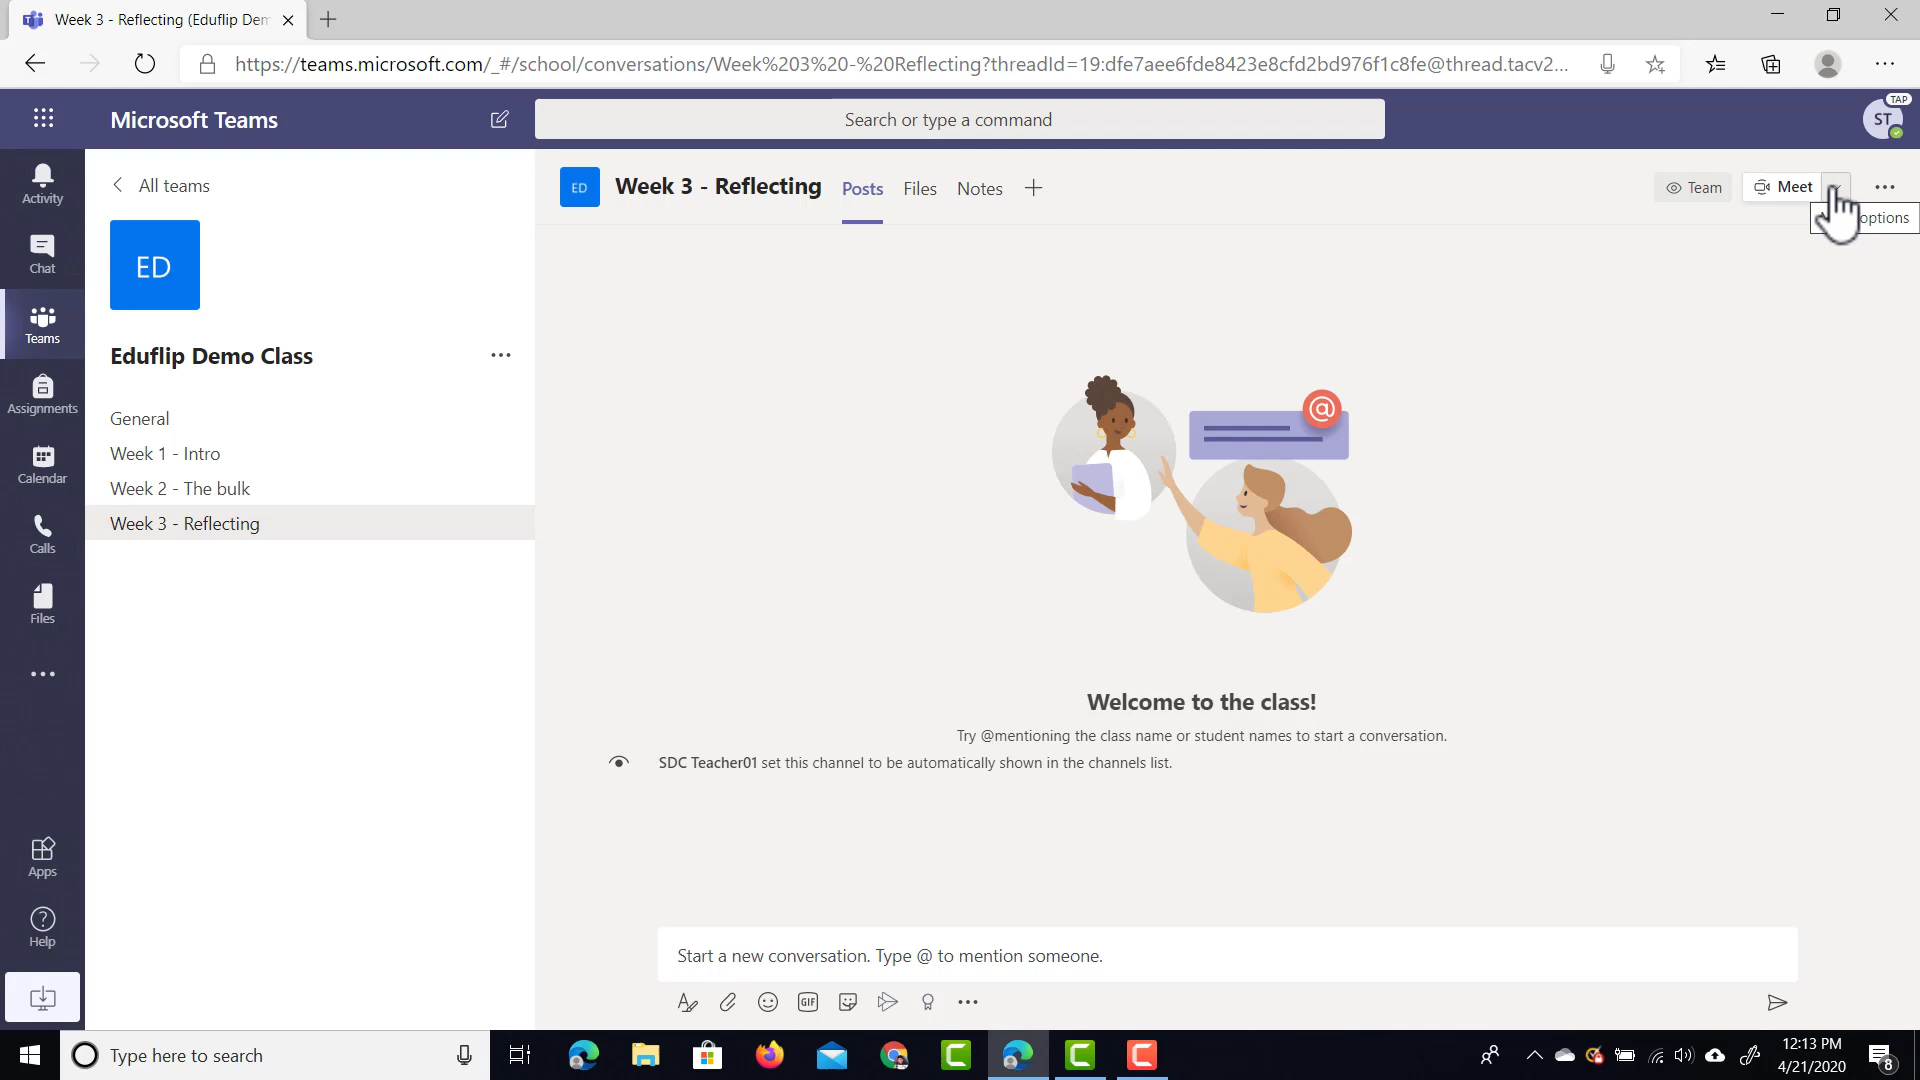 Week 3 - Reflecting (Eduflip Dem
https://teams.microsoft.com/_#/school/conversations/Week%203%20-%20Reflecting?threadId=19:dfe7aee6fde8423e8cfd2bd976f1c8fe@thread.tacv2...
Microsoft Teams
Search or type a command
TAP
ST
Activity
Chat
Teams
Assignments
Calendar
Calls
Files
Apps
Help
All teams
ED
Eduflip Demo Class
General
Week 1 - Intro
Week 2 - The bulk
Week 3 - Reflecting
ED
Week 3 - Reflecting
Posts
Files
Notes
Team
Meet
options
@
Welcome to the class!
Try @mentioning the class name or student names to start a conversation.
SDC Teacher01 set this channel to be automatically shown in the channels list.
Start a new conversation. Type @ to mention someone.
GIF
Type here to search
12:13 PM
4/21/2020
8